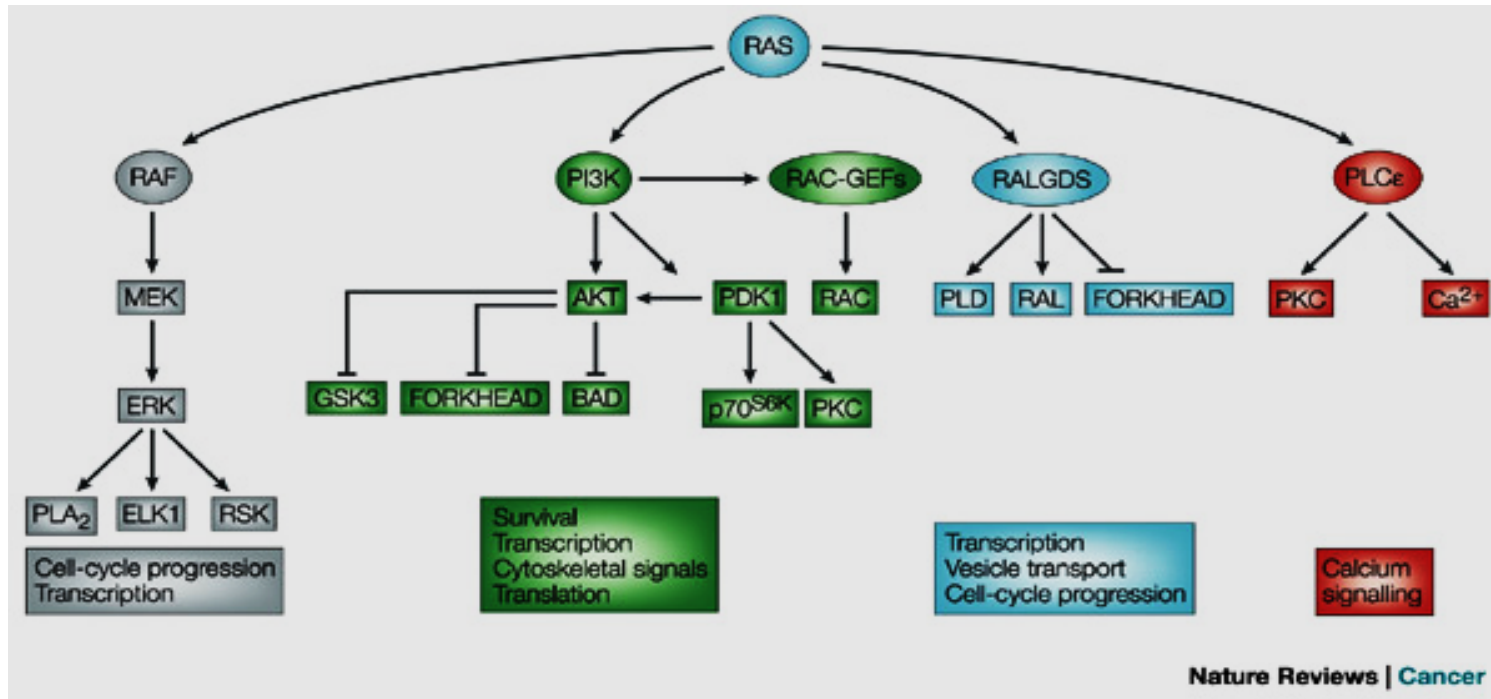 RAS
RAF
PI3K
RAC-GEFs
RALGDS
PLCε
MEK
AKT
PDK1
RAC
PLD
RAL
FORKHEAD
PKC
Ca²⁺
ERK
GSK3
FORKHEAD
BAD
p70ˢ⁶ᴷ
PKC
PLA₂
ELK1
RSK
Cell-cycle progression
Transcription
Survival
Transcription
Cytoskeletal signals
Translation
Transcription
Vesicle transport
Cell-cycle progression
Calcium
signalling
Nature Reviews | Cancer